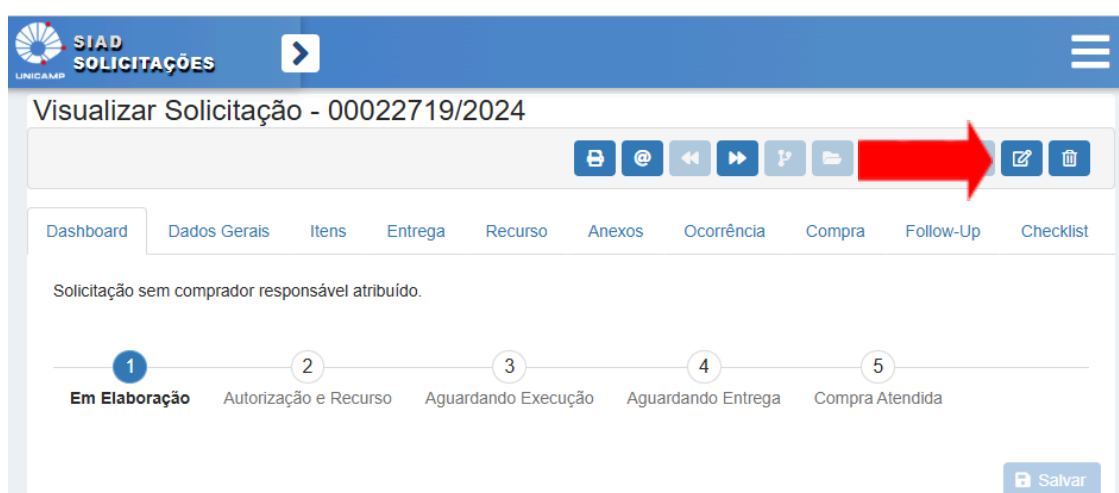 SIAD
SOLICITAÇÕES
UNICAMP
Visualizar Solicitação - 00022719/2024
@
Dashboard Dados Gerais Itens Entrega Recurso Anexos Ocorrência Compra Follow-Up Checklist
Solicitação sem comprador responsável atribuído.
1 2 3 4 5
Em Elaboração Autorização e Recurso Aguardando Execução Aguardando Entrega Compra Atendida
Salvar